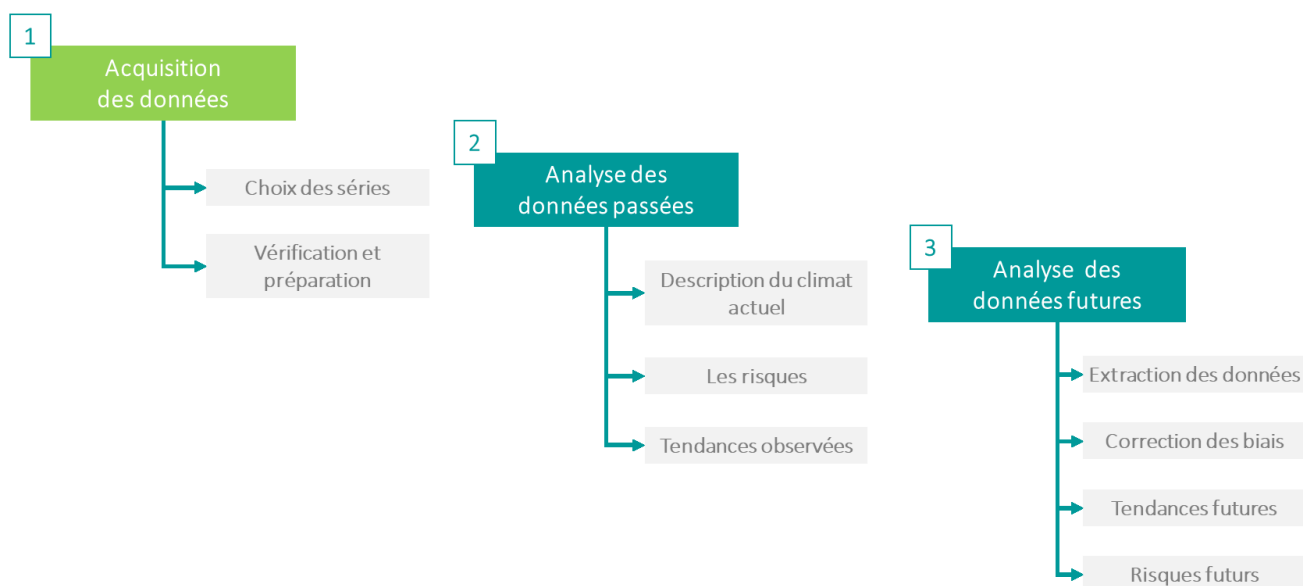 1
Acquisition
des données
Choix des séries
Vérification et
préparation
2
Analyse des
données passées
Description du climat
actuel
Les risques
Tendances observées
3
Analyse des
données futures
Extraction des données
Correction des biais
Tendances futures
Risques futurs